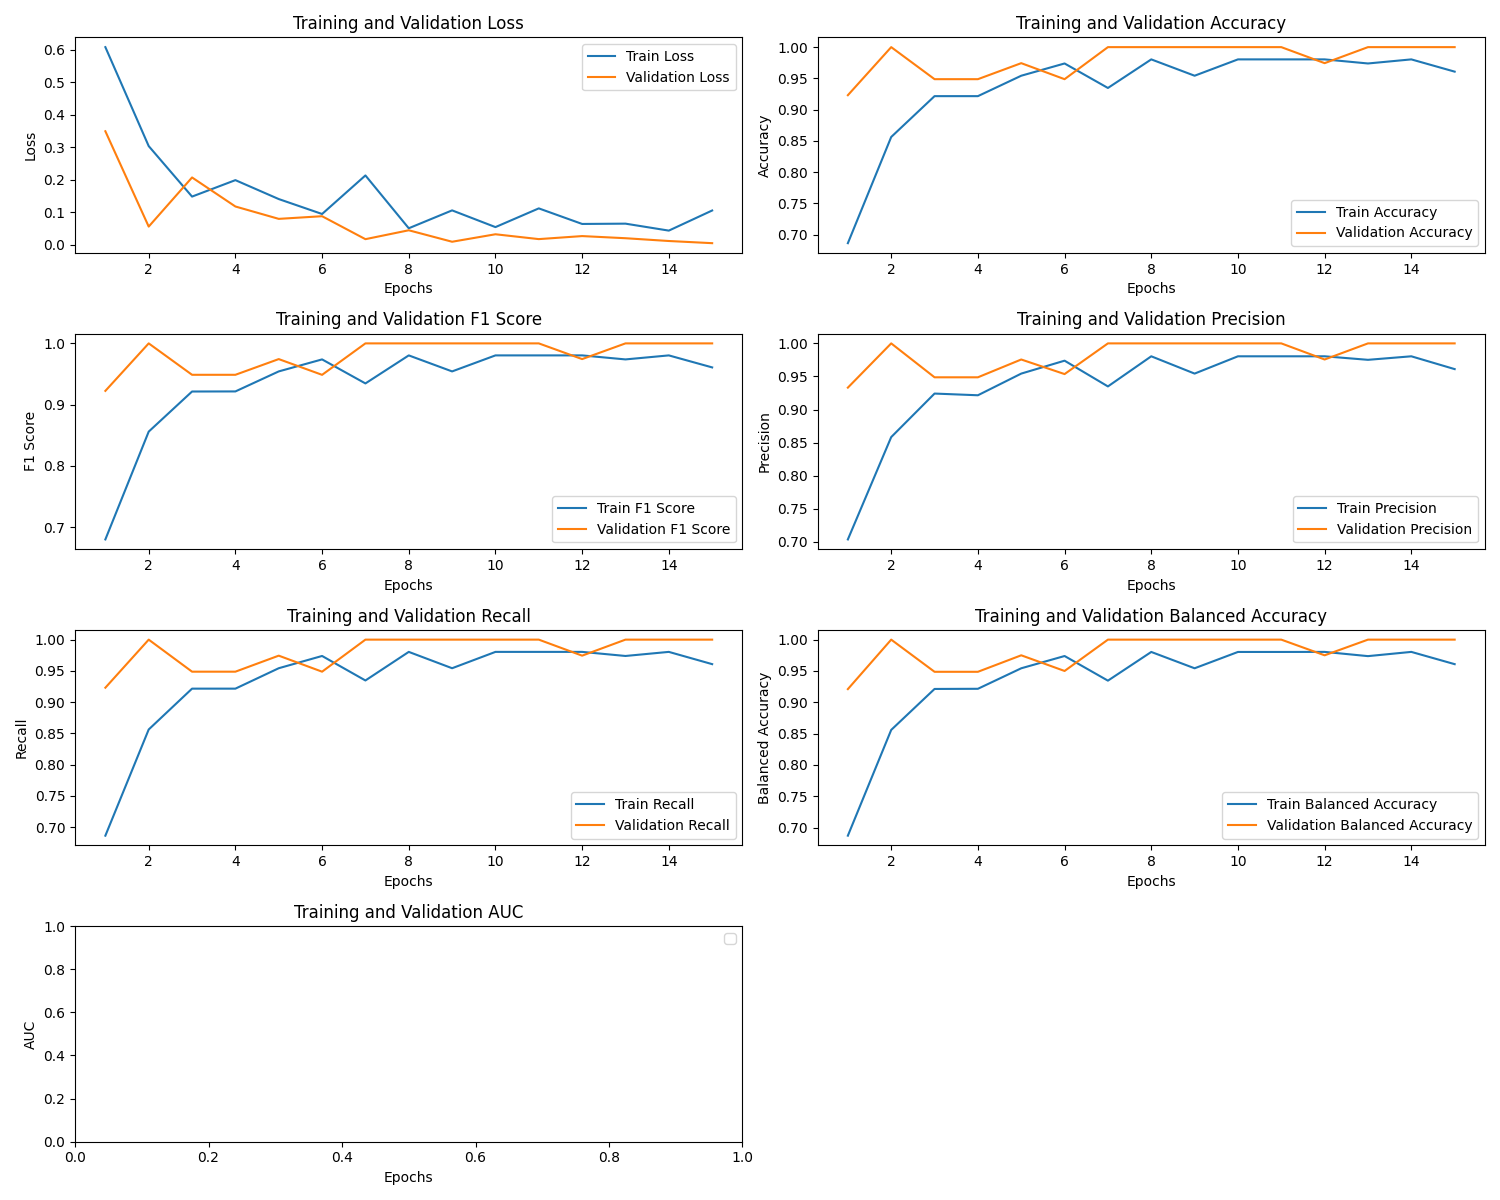 Training and Validation Loss
Loss
0.6
0.5
0.4
0.3
0.2
0.1
0.0
Train Loss
Validation Loss
2 4 6 8 10 12 14
Epochs
Training and Validation Accuracy
Accuracy
1.00
0.95
0.90
0.85
0.80
0.75
0.70
Train Accuracy
Validation Accuracy
2 4 6 8 10 12 14
Epochs
Training and Validation F1 Score
F1 Score
1.0
0.9
0.8
0.7
Train F1 Score
Validation F1 Score
2 4 6 8 10 12 14
Epochs
Training and Validation Precision
Precision
1.00
0.95
0.90
0.85
0.80
0.75
0.70
Train Precision
Validation Precision
2 4 6 8 10 12 14
Epochs
Training and Validation Recall
Recall
1.00
0.95
0.90
0.85
0.80
0.75
0.70
Train Recall
Validation Recall
2 4 6 8 10 12 14
Epochs
Training and Validation Balanced Accuracy
Balanced Accuracy
1.00
0.95
0.90
0.85
0.80
0.75
0.70
Train Balanced Accuracy
Validation Balanced Accuracy
2 4 6 8 10 12 14
Epochs
Training and Validation AUC
AUC
1.0
0.8
0.6
0.4
0.2
0.0
0.0 0.2 0.4 0.6 0.8 1.0
Epochs